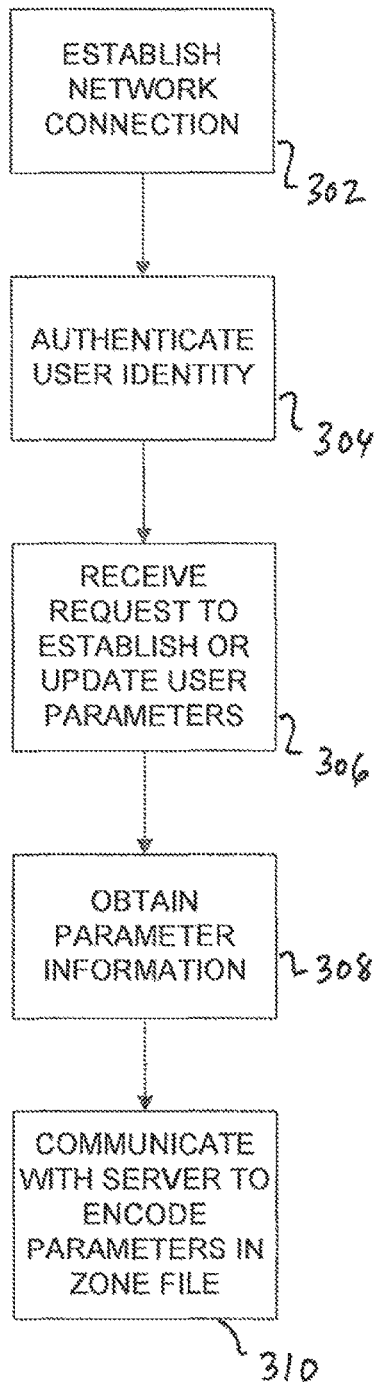 ESTABLISH
NETWORK
CONNECTION
302
AUTHENTICATE
USER IDENTITY
304
RECEIVE
REQUEST TO
ESTABLISH OR
UPDATE USER
PARAMETERS
306
OBTAIN
PARAMETER
INFORMATION
308
COMMUNICATE
WITH SERVER TO
ENCODE
PARAMETERS IN
ZONE FILE
310